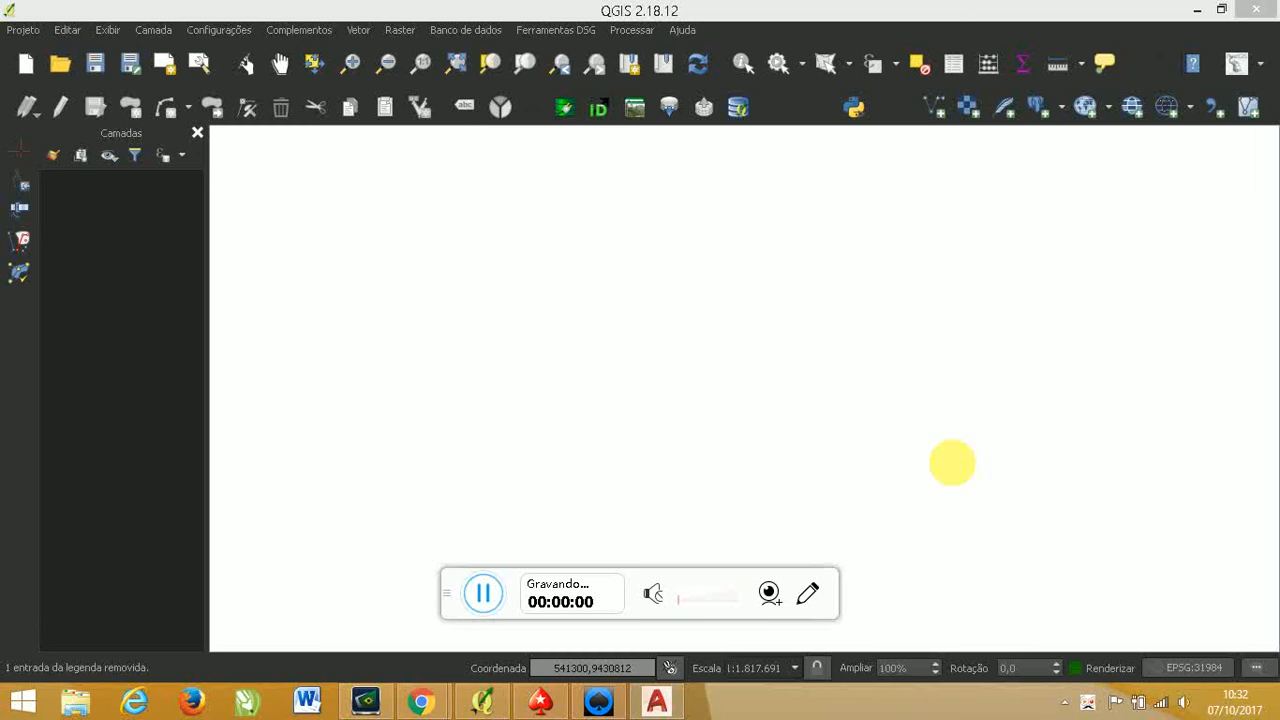 QGIS 2.18.12
Projeto Editar Exibir Camada Configurações Complementos Vetor Raster Banco de dados Ferramentas DSG Processar Ajuda
abc
ID
Camadas
Gravando...
00:00:00
1 entrada da legenda removida.
Coordenada 541300,9430812 Escala 1:1.817.691 Ampliar 100% Rotação 0,0 Renderizar EPSG:31984
10:32
07/10/2017